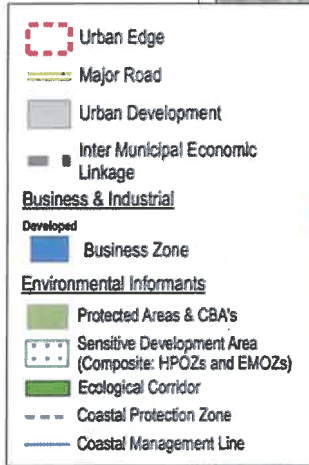 Urban Edge
Major Road
Urban Development
Inter Municipal Economic
Linkage
Business & Industrial
Developed
Business Zone
Environmental Informants
Protected Areas & CBA's
Sensitive Development Area
(Composite: HPOZs and EMOZs)
Ecological Corridor
Coastal Protection Zone
Coastal Management Line